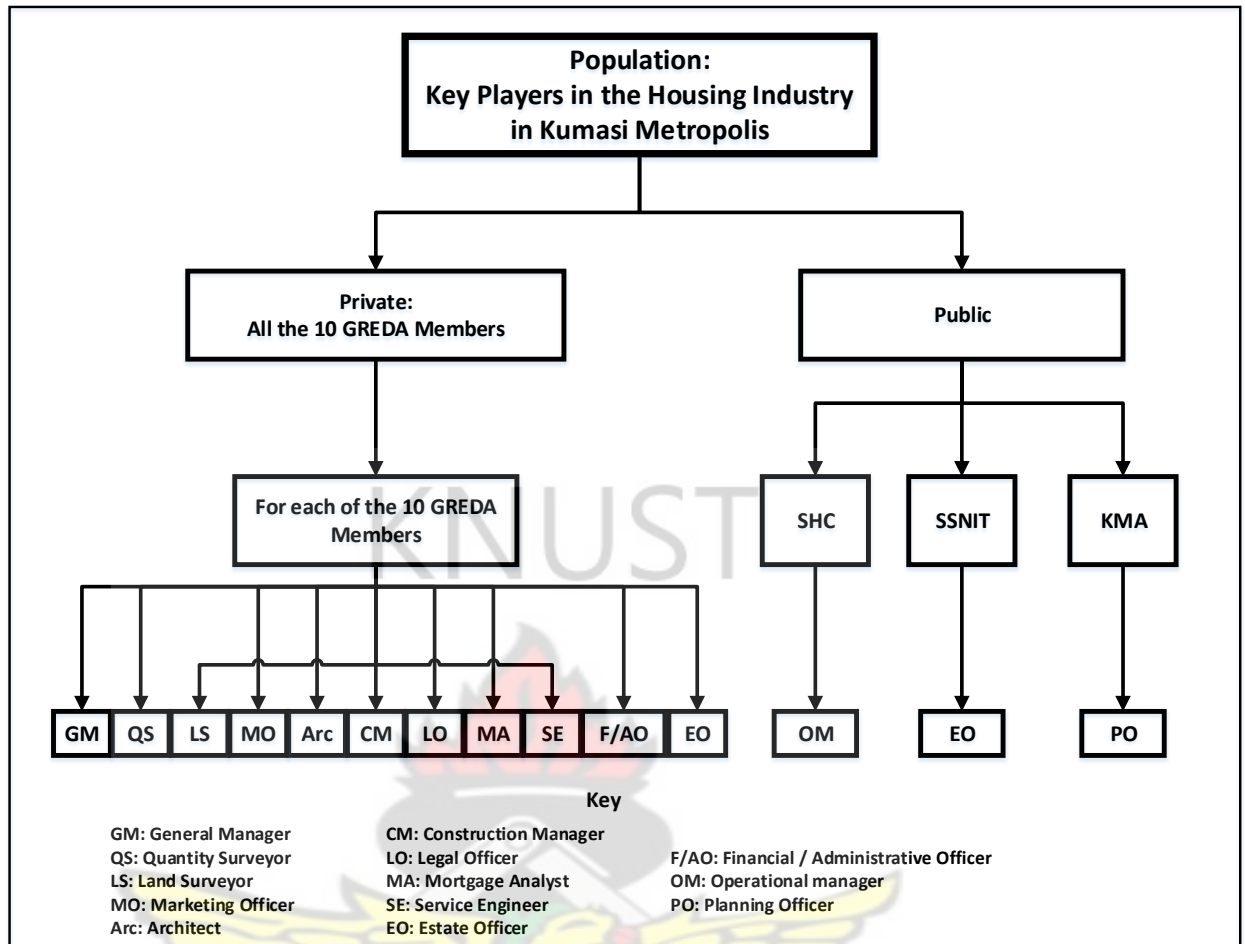 Population:
Key Players in the Housing Industry
in Kumasi Metropolis
Private:
All the 10 GREDA Members
Public
For each of the 10 GREDA
Members
SHC
SSNIT
KMA
KNUST
GM
QS
LS
MO
Arc
CM
LO
MA
SE
F/AO
EO
OM
EO
PO
Key
GM: General Manager
QS: Quantity Surveyor
LS: Land Surveyor
MO: Marketing Officer
Arc: Architect
CM: Construction Manager
LO: Legal Officer
MA: Mortgage Analyst
SE: Service Engineer
EO: Estate Officer
F/AO: Financial / Administrative Officer
OM: Operational manager
PO: Planning Officer